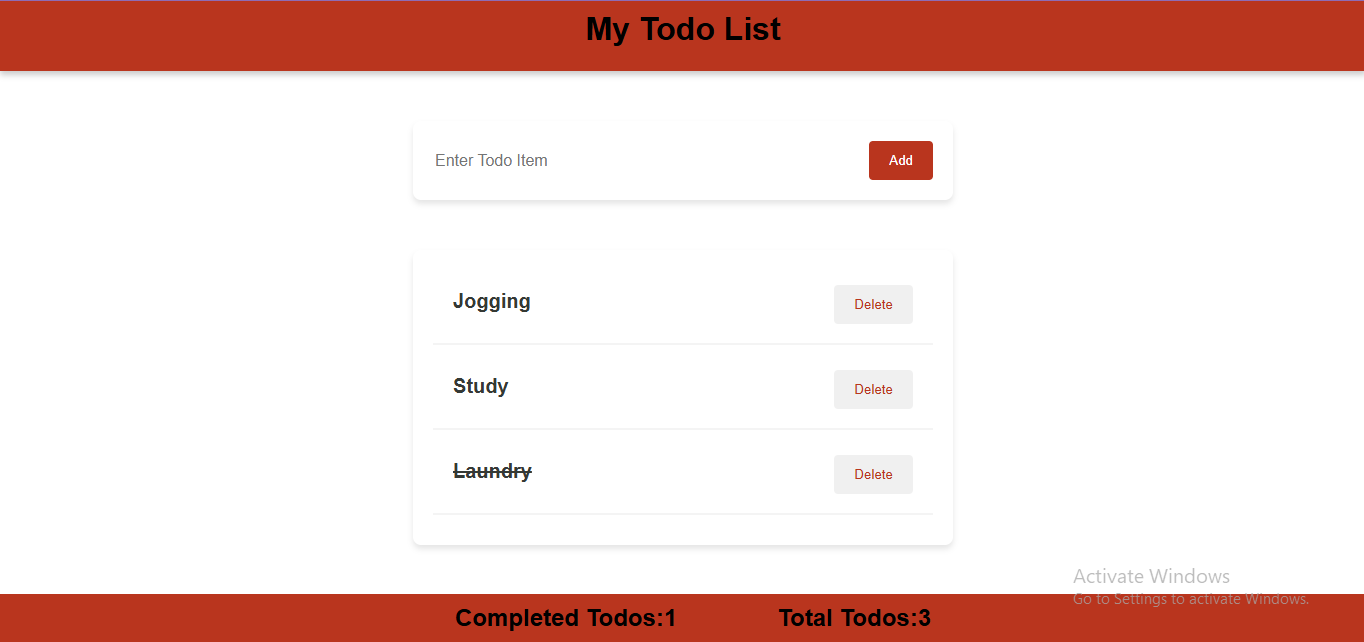 My Todo List
Enter Todo Item
Add
Jogging
Delete
Study
Delete
Laundry
Delete
Activate Windows
Go to Settings to activate Windows.
Completed Todos:1
Total Todos:3